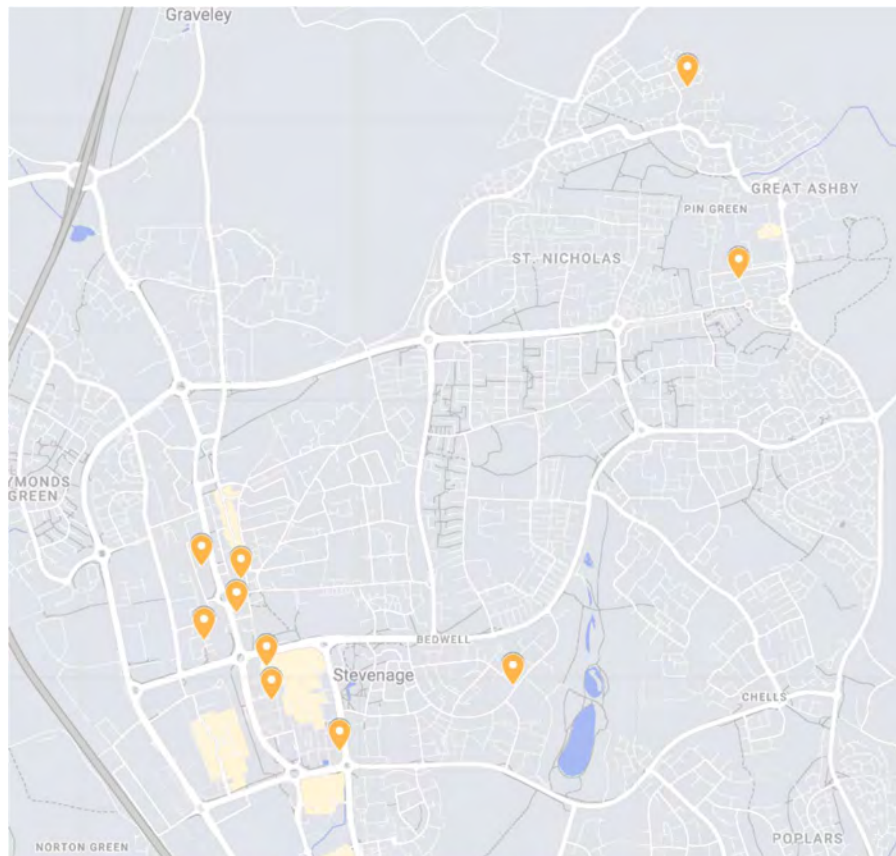 Graveley
GREAT ASHBY
PIN GREEN
ST. NICHOLAS
YMONDS
GREEN
BEDWELL
Stevenage
CHELLS
POPLARS
NORTON GREEN